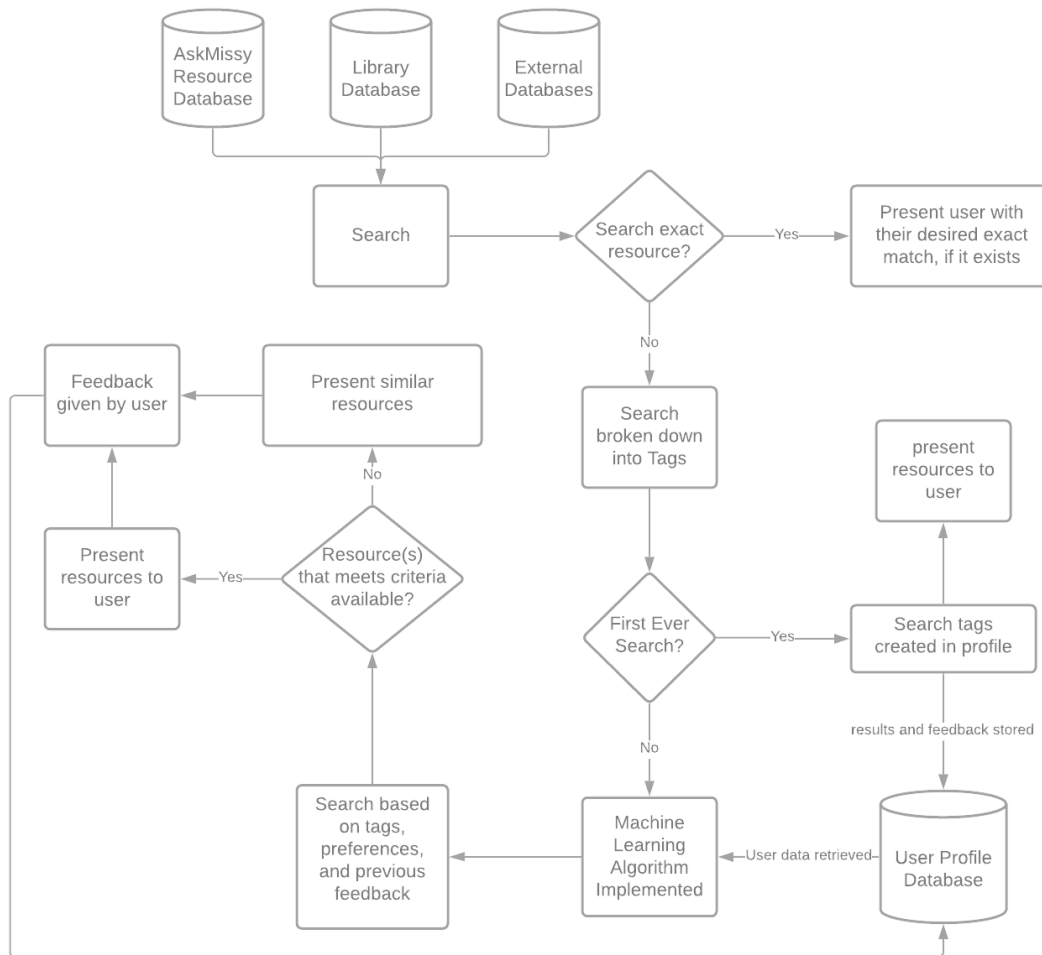 AskMissy
Resource
Database
Library
Database
External
Databases
Search
Search exact
resource?
Yes
Present user with
their desired exact
match, if it exists
No
Feedback
given by user
Present similar
resources
Search
broken down
into Tags
present
resources to
user
No
Present
resources to
user
Yes
Resource(s)
that meets criteria
available?
First Ever
Search?
Yes
Search tags
created in profile
results and feedback stored
No
Search based
on tags,
preferences,
and previous
feedback
Machine
Learning
Algorithm
Implemented
User data retrieved
User Profile
Database